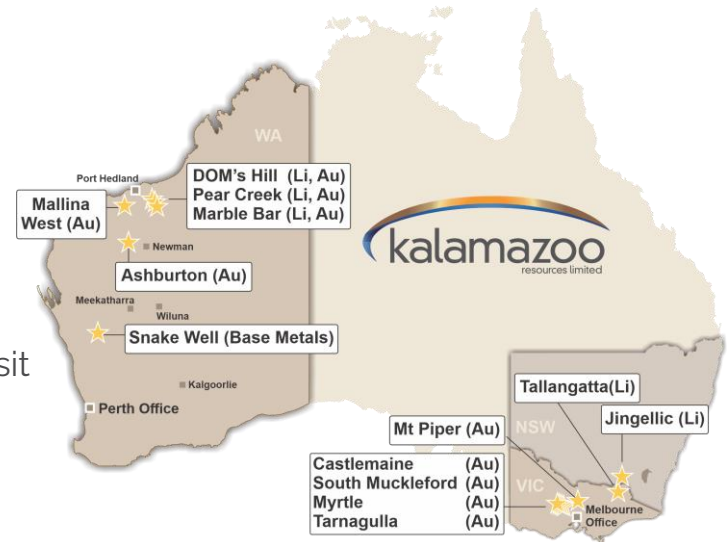 WA
Port Hedland
DOM's Hill (Li, Au)
Pear Creek (Li, Au)
Marble Bar (Li, Au)
Mallina
West (Au)
Newman
Ashburton (Au)
kalamazoo
resources limited
Meekatharra
Wiluna
Snake Well (Base Metals)
sit
Kalgoorlie
Perth Office
Tallangatta(Li)
Jingellic (Li)
Mt Piper (Au)
NSW
Castlemaine (Au)
South Muckleford (Au)
Myrtle (Au)
Tarnagulla (Au)
VIC
Melbourne
Office